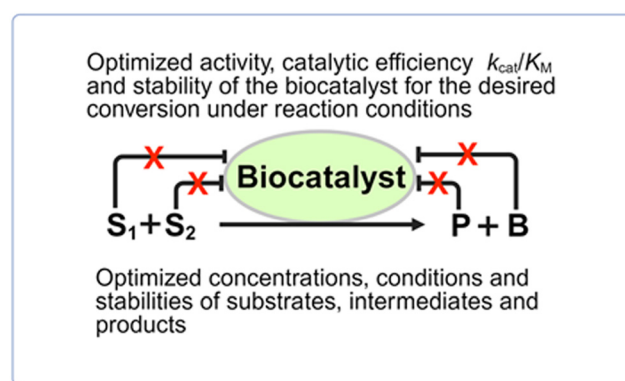 Optimized activity, catalytic efficiency kcat/KM
and stability of the biocatalyst for the desired
conversion under reaction conditions
X X
X Biocatalyst X
S1+S2 P+B
Optimized concentrations, conditions and
stabilities of substrates, intermediates and
products